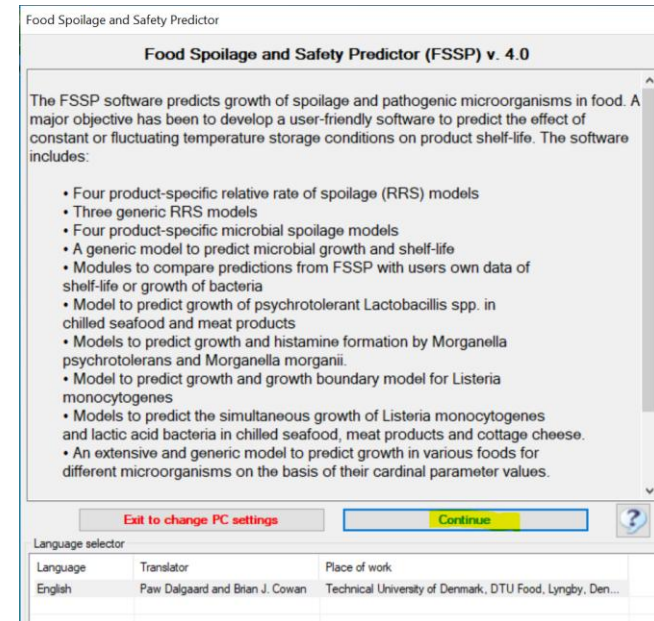 Food Spoilage and Safety Predictor
Food Spoilage and Safety Predictor (FSSP) v. 4.0
The FSSP software predicts growth of spoilage and pathogenic microorganisms in food. A
major objective has been to develop a user-friendly software to predict the effect of
constant or fluctuating temperature storage conditions on product shelf-life. The software
includes:
• Four product-specific relative rate of spoilage (RRS) models
• Three generic RRS models
• Four product-specific microbial spoilage models
• A generic model to predict microbial growth and shelf-life
• Modules to compare predictions from FSSP with users own data of
shelf-life or growth of bacteria
• Model to predict growth of psychrotolerant Lactobacillis spp. in
chilled seafood and meat products
• Models to predict growth and histamine formation by Morganella
psychrotolerans and Morganella morganii.
• Model to predict growth and growth boundary model for Listeria
monocytogenes
• Models to predict the simultaneous growth of Listeria monocytogenes
and lactic acid bacteria in chilled seafood, meat products and cottage cheese.
• An extensive and generic model to predict growth in various foods for
different microorganisms on the basis of their cardinal parameter values.
Exit to change PC settings Continue ?
Language selector
Language Translator Place of work
English Paw Dalgaard and Brian J. Cowan Technical University of Denmark, DTU Food, Lyngby, Den...